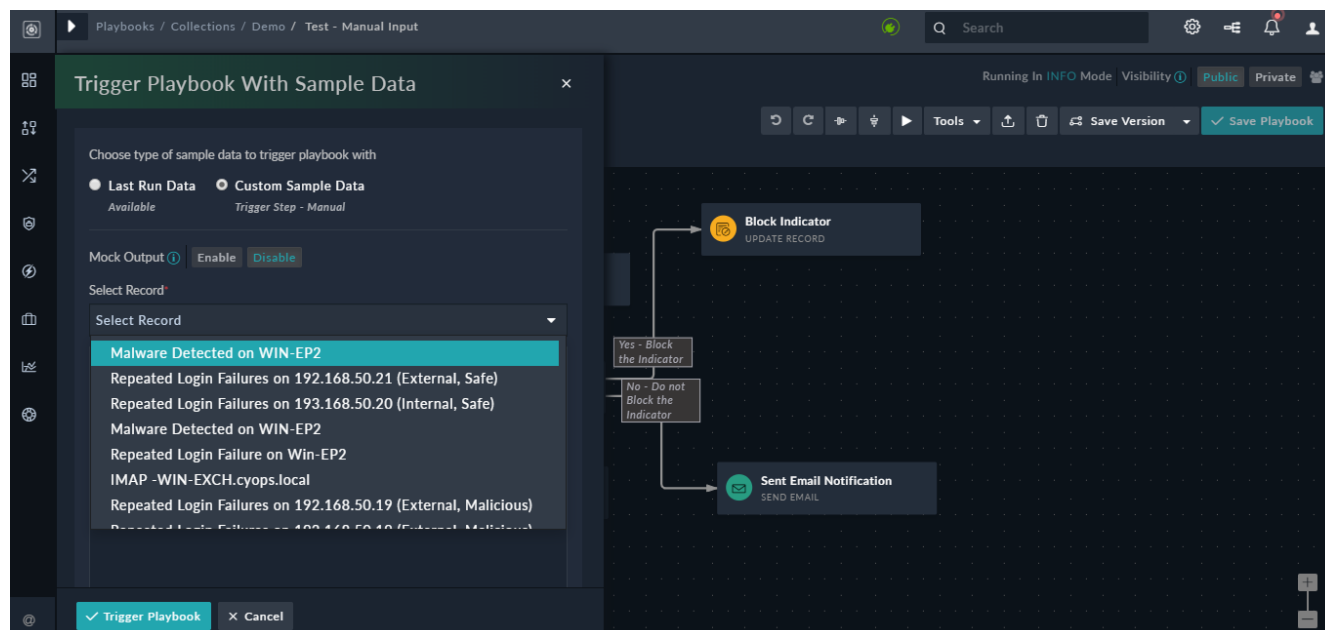 Playbooks / Collections / Demo / Test - Manual Input
Search
Trigger Playbook With Sample Data
Running In INFO Mode Visibility Public Private
Tools Save Version Save Playbook
Choose type of sample data to trigger playbook with
Last Run Data Custom Sample Data
Available Trigger Step - Manual
Mock Output Enable Disable
Select Record*
Select Record
Malware Detected on WIN-EP2
Repeated Login Failures on 192.168.50.21 (External, Safe)
Repeated Login Failures on 193.168.50.20 (Internal, Safe)
Malware Detected on WIN-EP2
Repeated Login Failure on Win-EP2
IMAP -WIN-EXCH.cyops.local
Repeated Login Failures on 192.168.50.19 (External, Malicious)
Trigger Playbook Cancel
@
Block Indicator
UPDATE RECORD
Yes - Block
the Indicator
No - Do not
Block the
Indicator
Sent Email Notification
SEND EMAIL